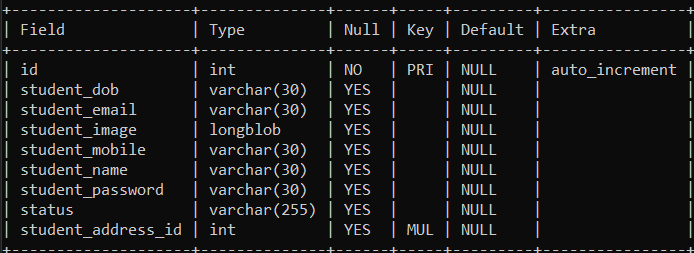 +--------------------+--------------+------+-----+---------+----------------+
| Field              | Type         | Null | Key | Default | Extra          |
+--------------------+--------------+------+-----+---------+----------------+
| id                 | int          | NO   | PRI | NULL    | auto_increment |
| student_dob        | varchar(30)  | YES  |     | NULL    |                |
| student_email      | varchar(30)  | YES  |     | NULL    |                |
| student_image      | longblob     | YES  |     | NULL    |                |
| student_mobile     | varchar(30)  | YES  |     | NULL    |                |
| student_name       | varchar(30)  | YES  |     | NULL    |                |
| student_password   | varchar(30)  | YES  |     | NULL    |                |
| status             | varchar(255) | YES  |     | NULL    |                |
| student_address_id | int          | YES  | MUL | NULL    |                |
+--------------------+--------------+------+-----+---------+----------------+